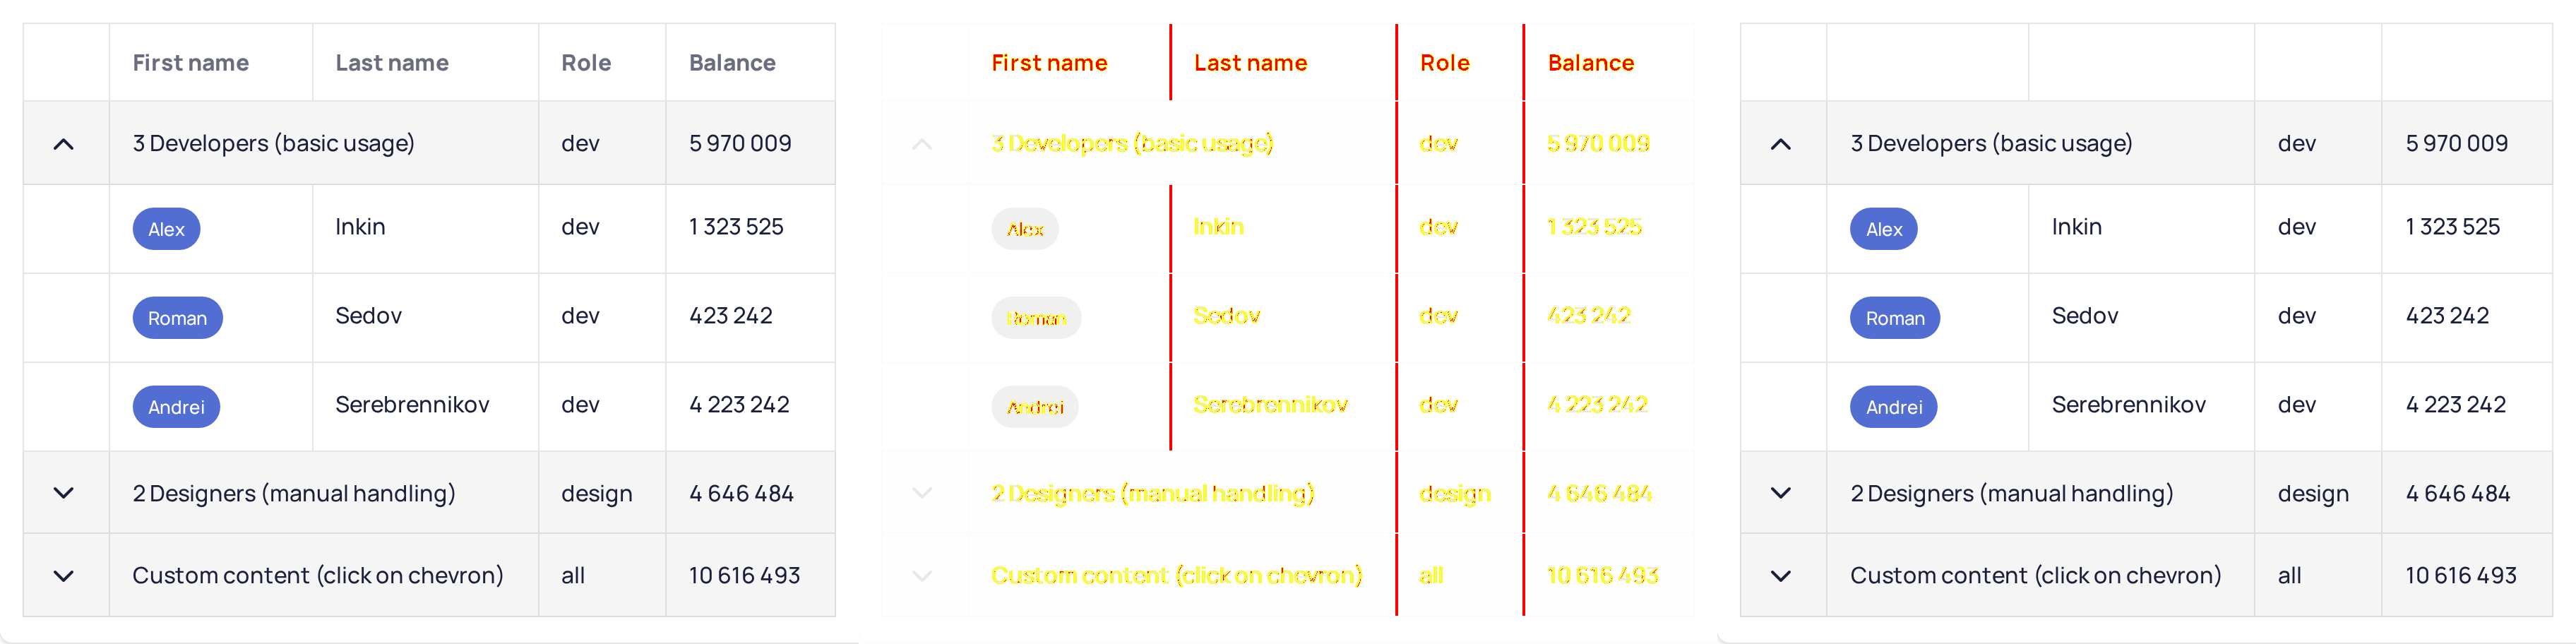 First name Last name Role Balance
3 Developers (basic usage) dev 5 970 009
Alex Inkin dev 1 323 525
Roman Sedov dev 423 242
Andrei Serebrennikov dev 4 223 242
2 Designers (manual handling) design 4 646 484
Custom content (click on chevron) all 10 616 493
First name Last name Role Balance
3 Developers (basic usage) dev 5 970 009
Alex Inkin dev 1 323 525
Roman Sedov dev 423 242
Andrei Serebrennikov dev 4 223 242
2 Designers (manual handling) design 4 646 484
Custom content (click on chevron) all 10 616 493
3 Developers (basic usage) dev 5 970 009
Alex Inkin dev 1 323 525
Roman Sedov dev 423 242
Andrei Serebrennikov dev 4 223 242
2 Designers (manual handling) design 4 646 484
Custom content (click on chevron) all 10 616 493